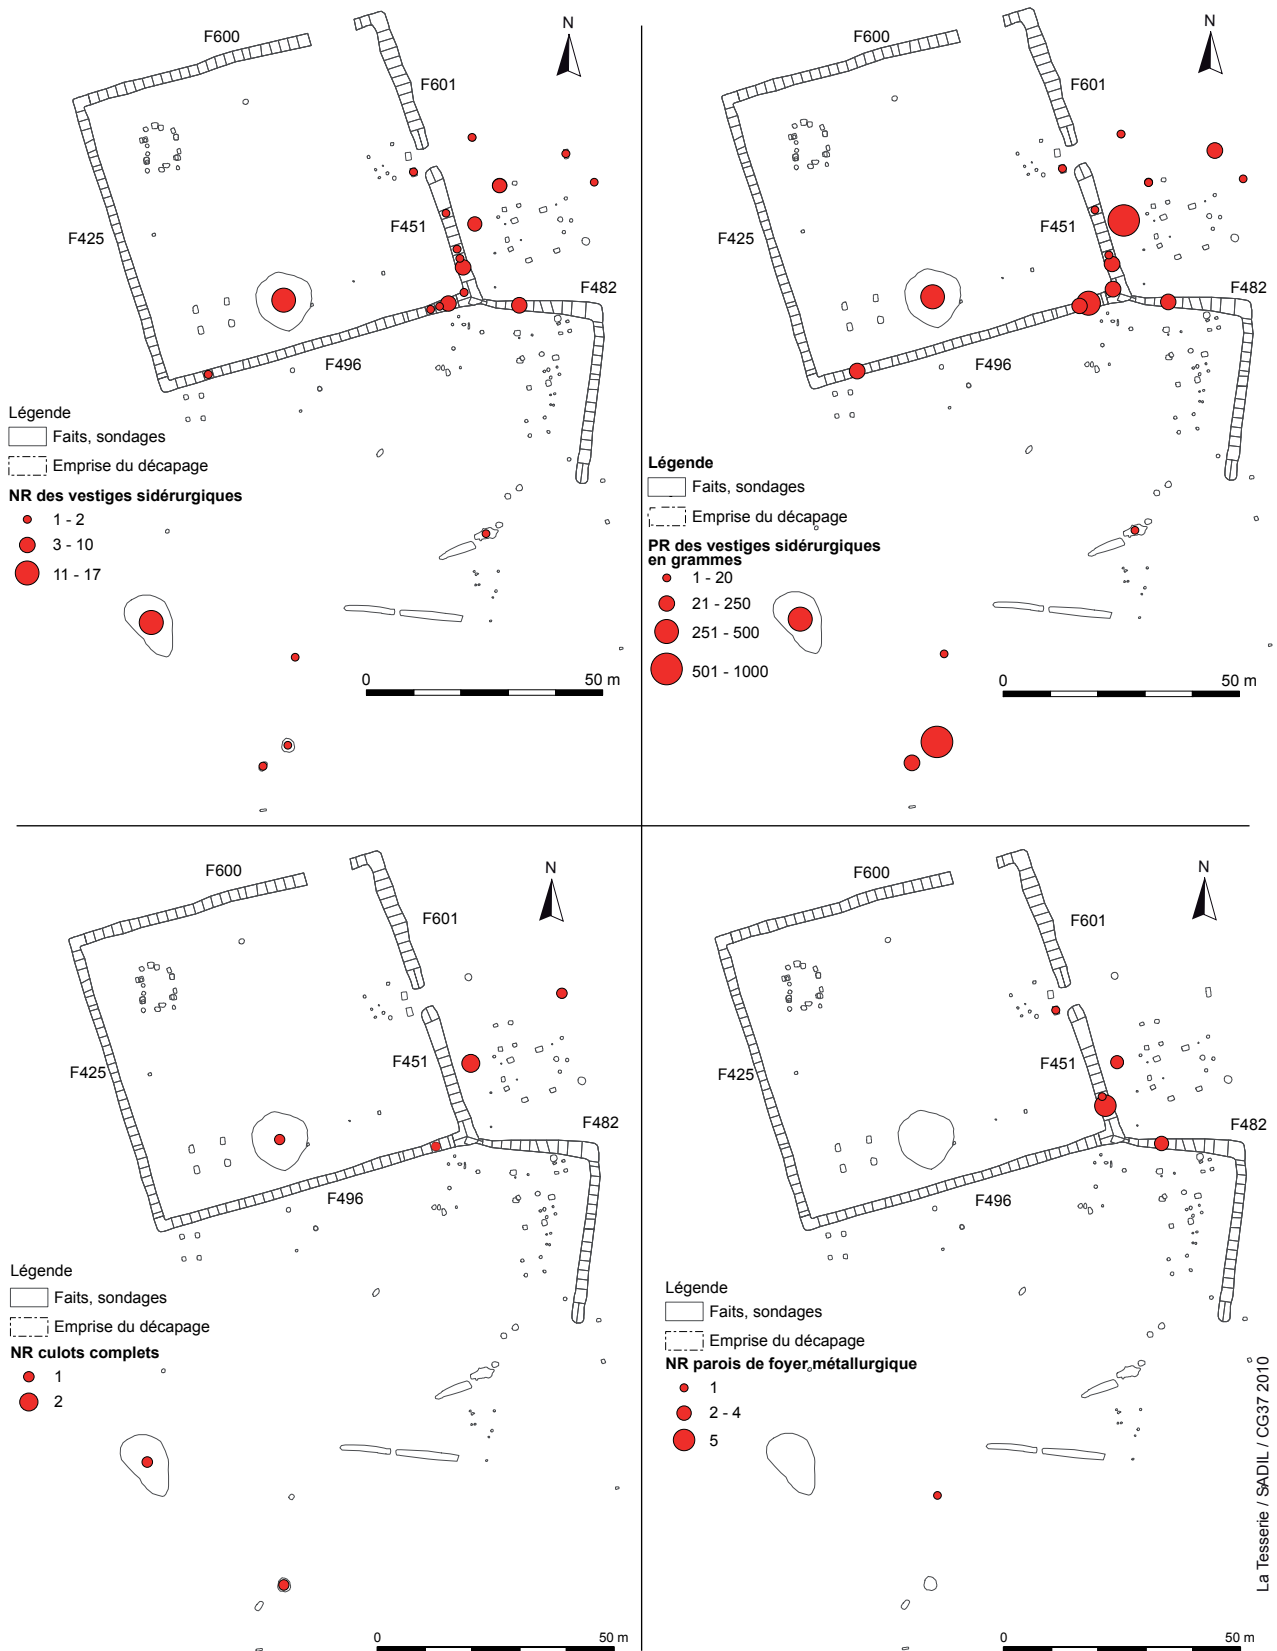 F600
N
F601
F451
F425
F482
F496
Légende
Faits, sondages
Emprise du décapage
NR des vestiges sidérurgiques
1 - 2
3 - 10
11 - 17
0
50 m
F600
N
F601
F451
F425
F482
F496
Légende
Faits, sondages
Emprise du décapage
PR des vestiges sidérurgiques
en grammes
1 - 20
21 - 250
251 - 500
501 - 1000
0
50 m
F600
N
F601
F451
F425
F482
F496
Légende
Faits, sondages
Emprise du décapage
NR culots complets
1
2
0
50 m
F600
N
F601
F451
F425
F482
F496
Légende
Faits, sondages
Emprise du décapage
NR parois de foyer métallurgique
1
2 - 4
5
0
50 m
La Tesserie / SADIL / CG37 2010